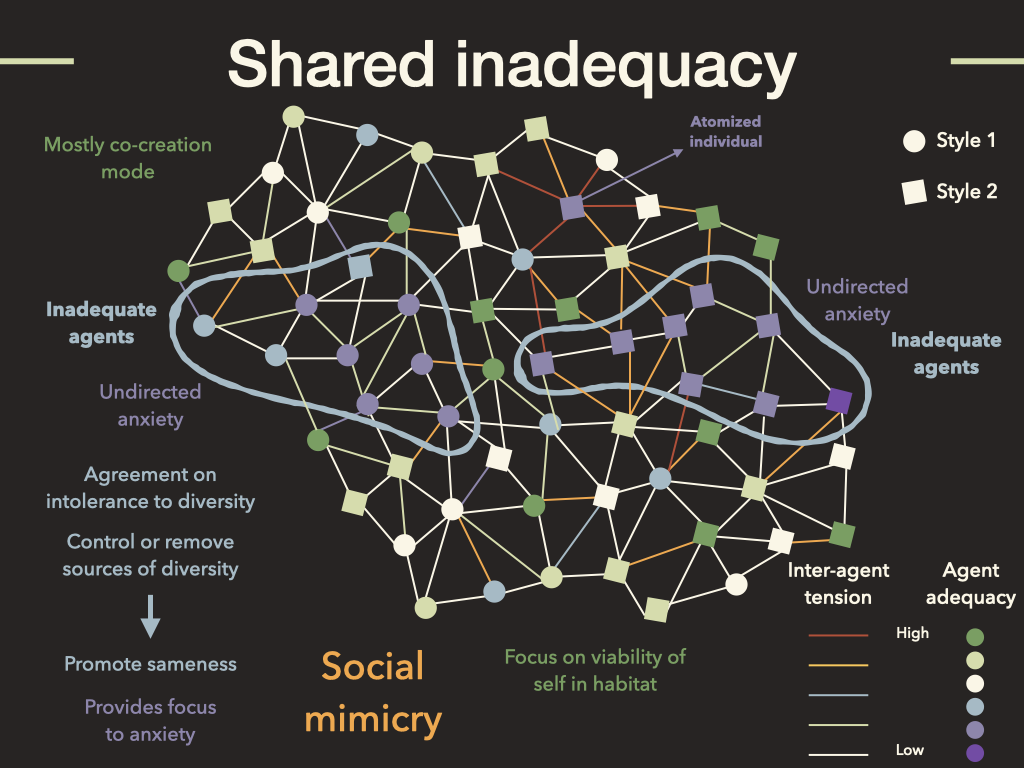 Shared inadequacy
Mostly co-creation
mode
Atomized
individual
Style 1
Style 2
Inadequate
agents
Undirected
anxiety
Undirected
anxiety
Inadequate
agents
Agreement on
intolerance to diversity
Control or remove
sources of diversity
Promote sameness
Provides focus
to anxiety
Social
mimicry
Focus on viability of
self in habitat
Inter-agent
tension
Agent
adequacy
High
Low